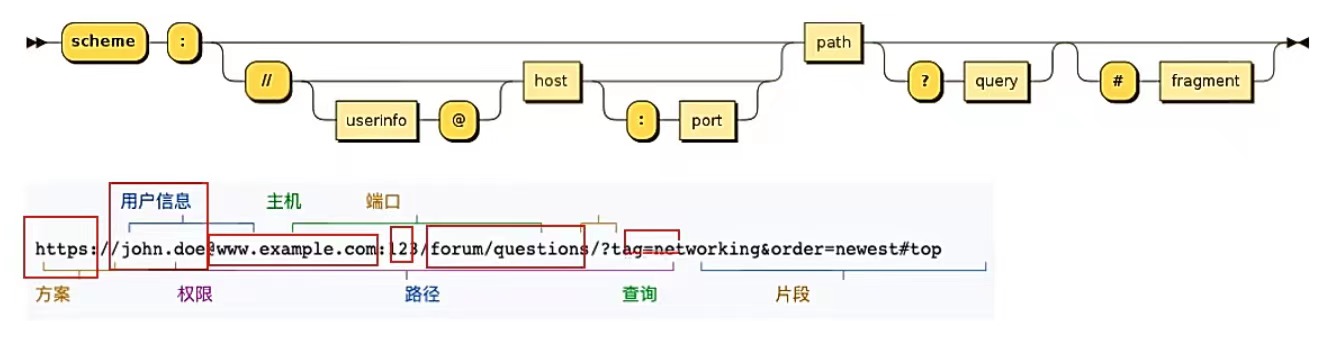 scheme : path
// host ? query # fragment
userinfo @ : port
用户信息 主机 端口
https://john.doe@www.example.com:123/forum/questions/?tag=networking&order=newest#top
方案 权限 路径 查询 片段